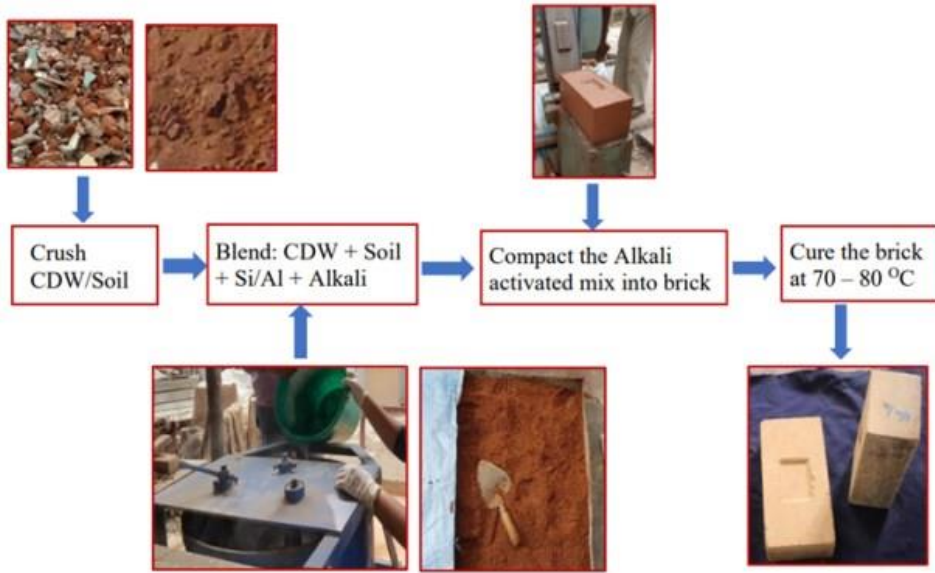 Crush
CDW/Soil
Blend: CDW + Soil
+ Si/Al + Alkali
Compact the Alkali
activated mix into brick
Cure the brick
at 70 – 80 ᴼC